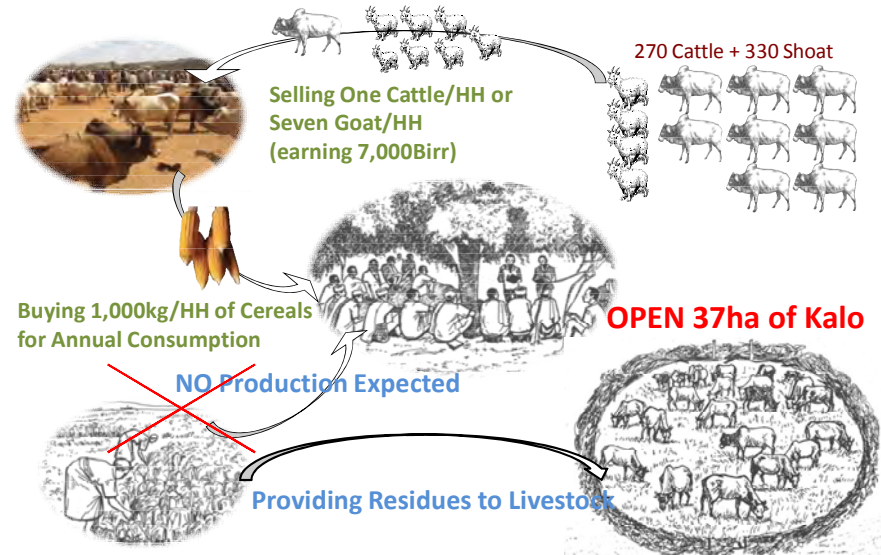 270 Cattle + 330 Shoat
Selling One Cattle/HH or
Seven Goat/HH
(earning 7,000Birr)
Buying 1,000kg/HH of Cereals
for Annual Consumption
OPEN 37ha of Kalo
NO Production Expected
Providing Residues to Livestock